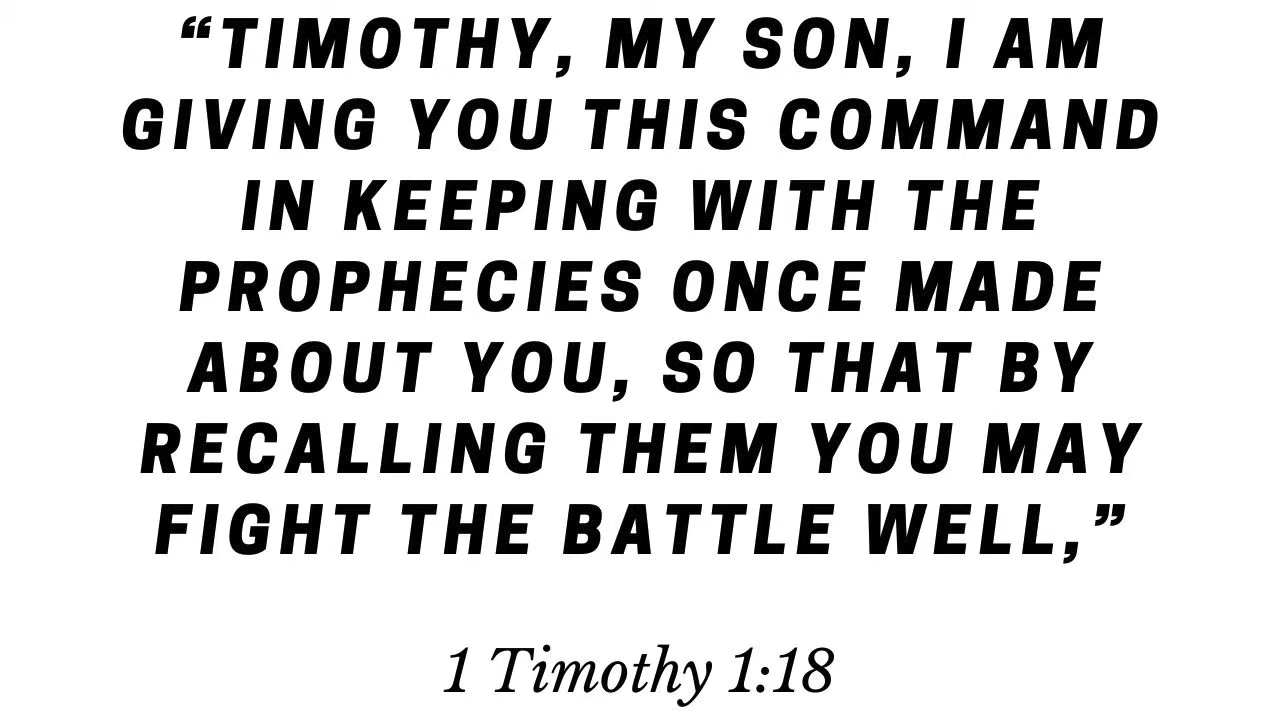 “TIMOTHY, MY SON, I AM
GIVING YOU THIS COMMAND
IN KEEPING WITH THE
PROPHECIES ONCE MADE
ABOUT YOU, SO THAT BY
RECALLING THEM YOU MAY
FIGHT THE BATTLE WELL,”
1 Timothy 1:18